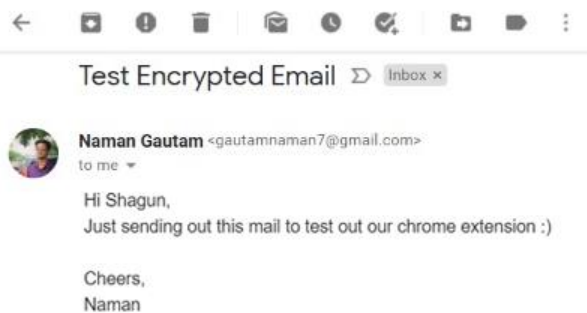 Test Encrypted Email Inbox ×
Naman Gautam <gautamnaman7@gmail.com>
to me
Hi Shagun,
Just sending out this mail to test out our chrome extension :)
Cheers,
Naman